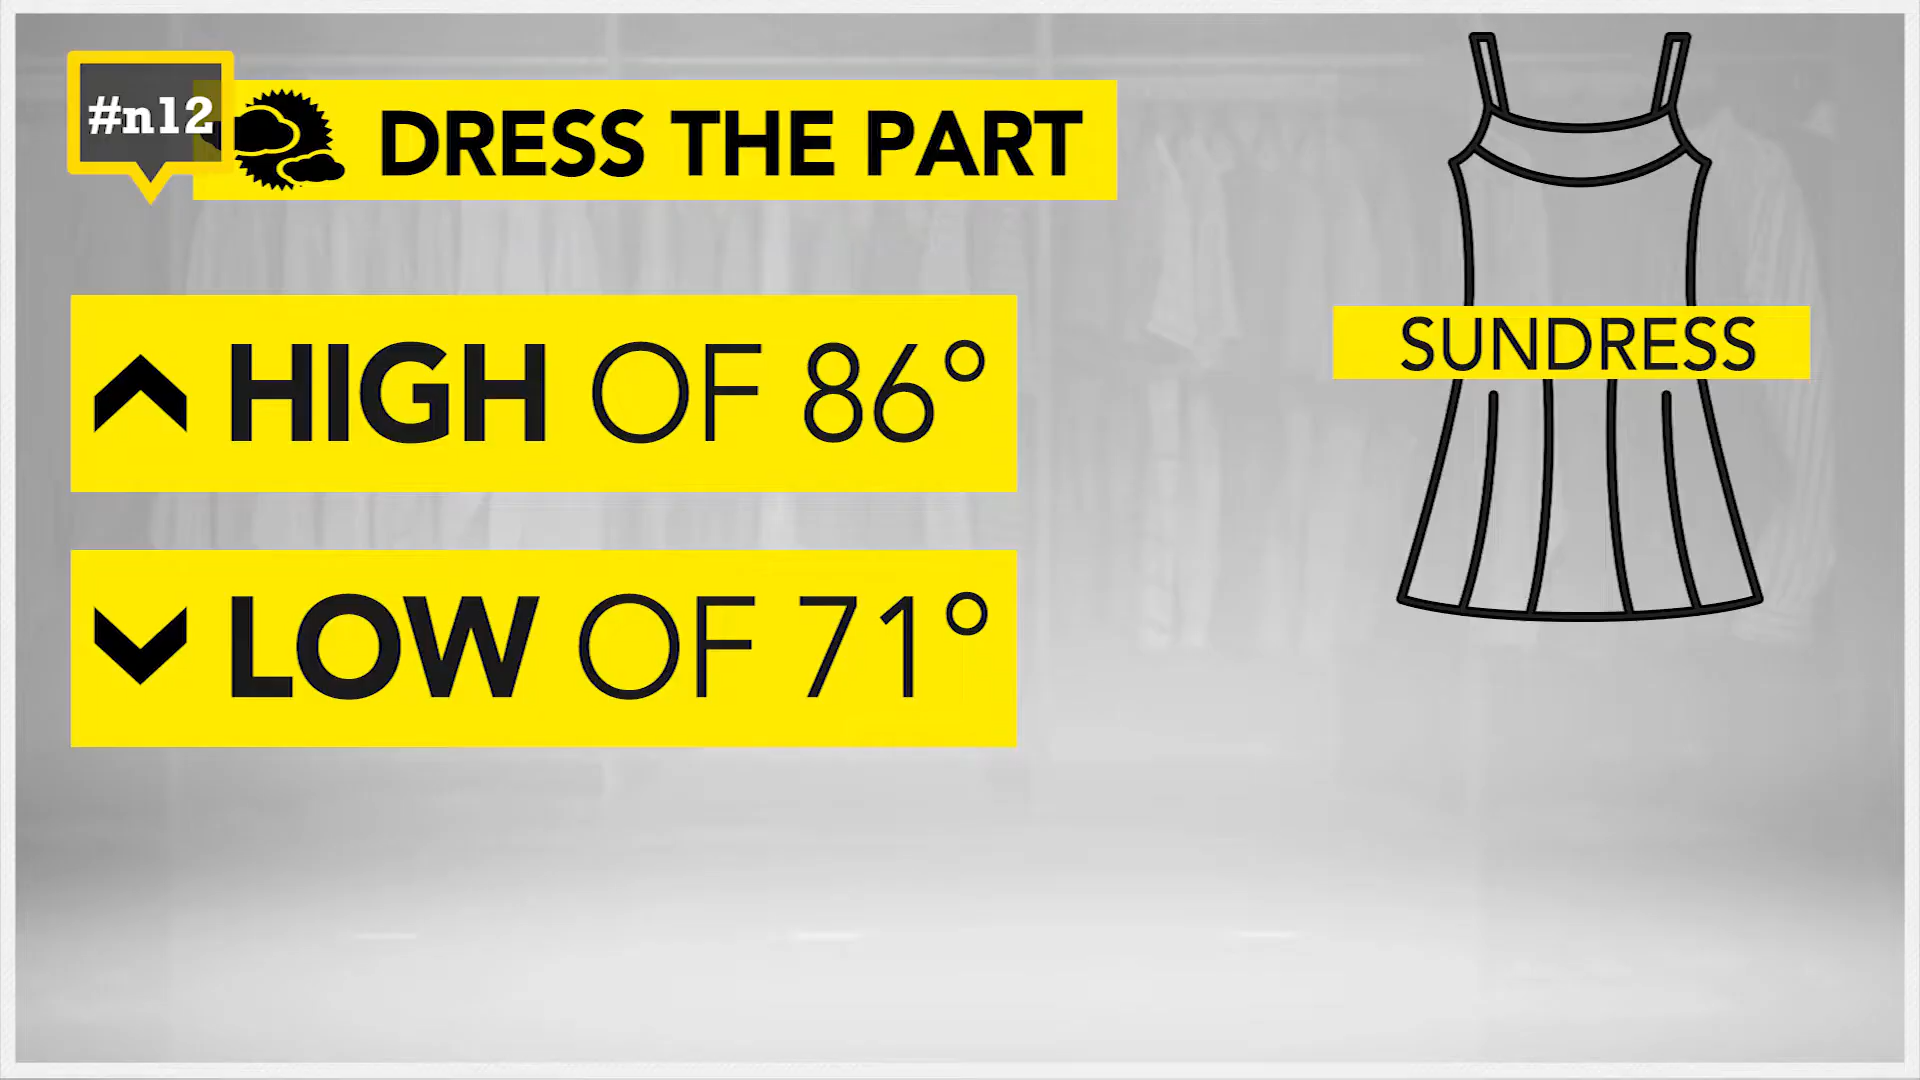 #n12
DRESS THE PART
HIGH OF 86°
LOW OF 71°
SUNDRESS